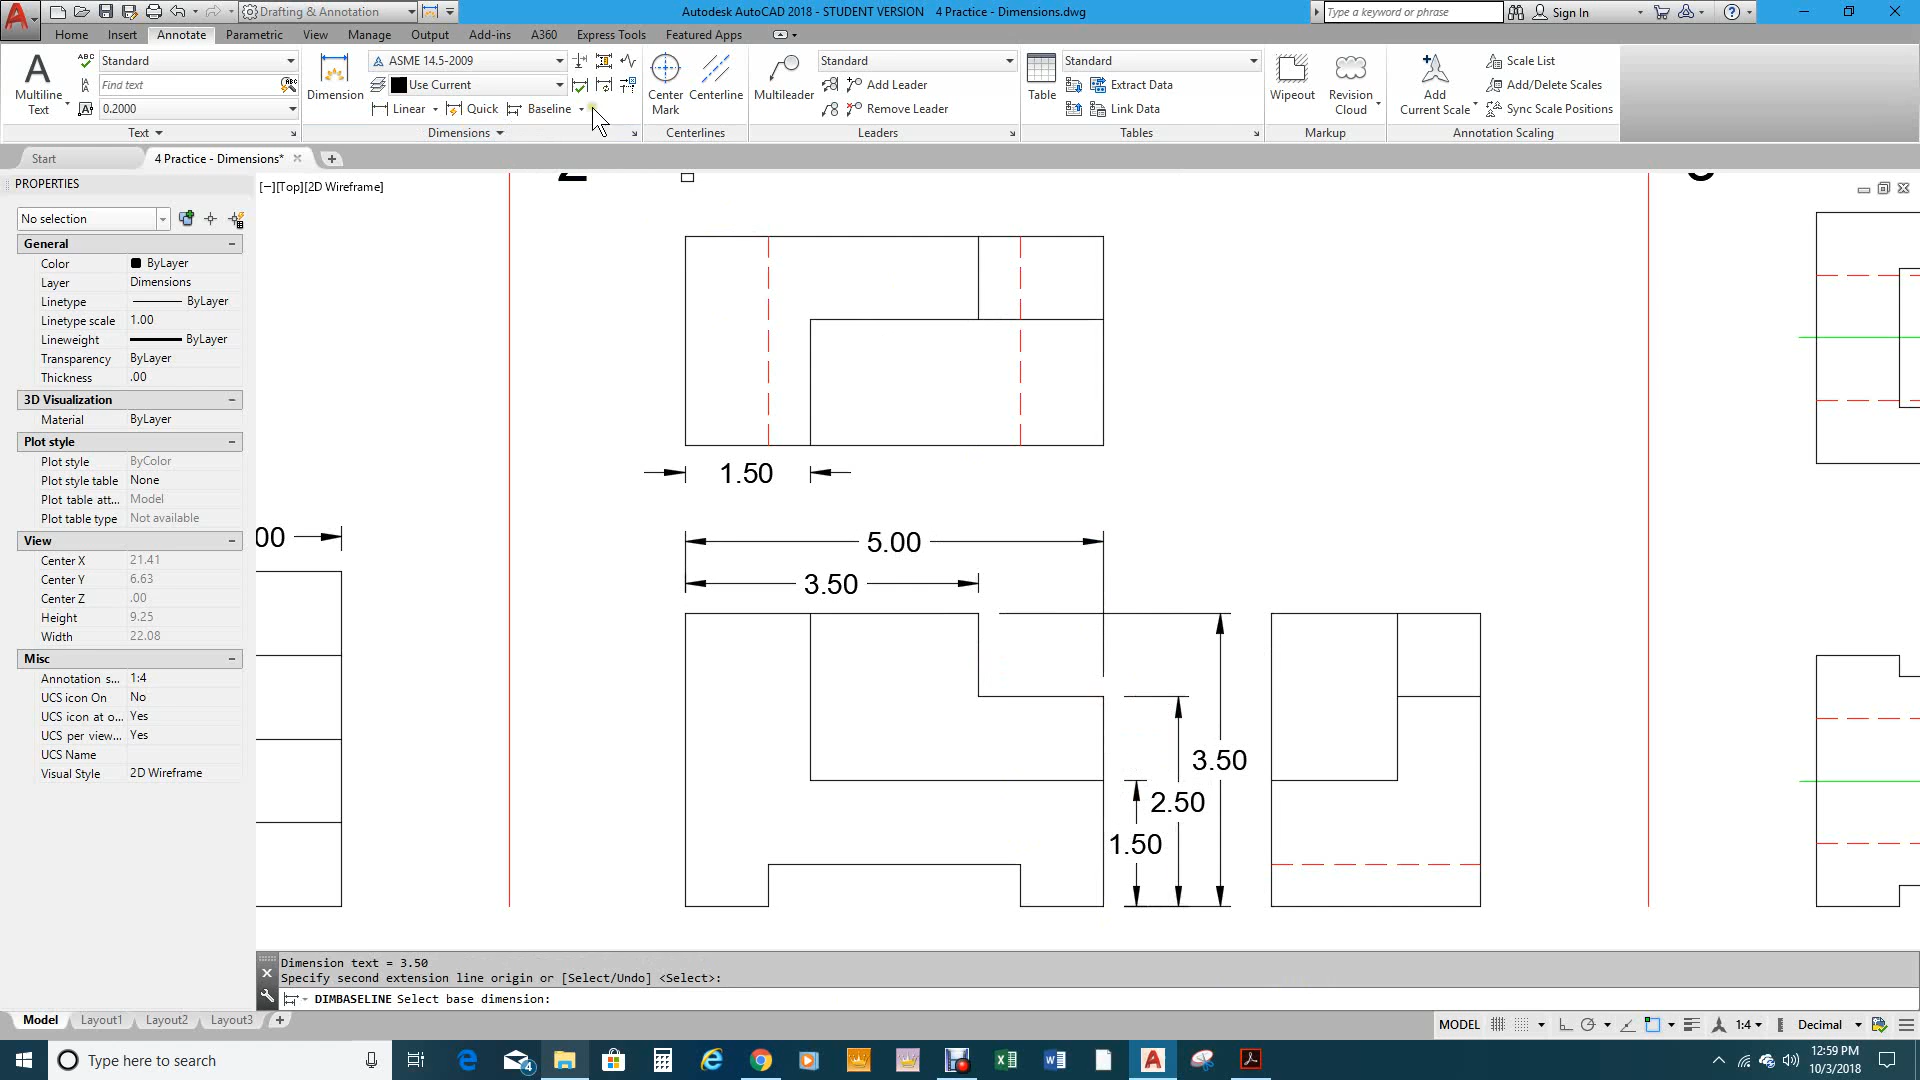 Drafting & Annotation
Autodesk AutoCAD 2018 - STUDENT VERSION 4 Practice - Dimensions.dwg
Type a keyword or phrase
Sign In
Home Insert Annotate Parametric View Manage Output Add-ins A360 Express Tools Featured Apps
Multiline Text
ABC
Standard
Find text
0.2000
Text
Dimension
ASME 14.5-2009
Use Current
Linear Quick Baseline
Dimensions
Center Mark
Centerline
Centerlines
Multileader
Standard
Add Leader
Remove Leader
Leaders
Table
Standard
Extract Data
Link Data
Tables
Wipeout
Revision Cloud
Markup
Add Current Scale
Scale List
Add/Delete Scales
Sync Scale Positions
Annotation Scaling
Start
4 Practice - Dimensions*
PROPERTIES
No selection
General
Color ByLayer
Layer Dimensions
Linetype ByLayer
Linetype scale 1.00
Lineweight ByLayer
Transparency ByLayer
Thickness .00
3D Visualization
Material ByLayer
Plot style
Plot style ByColor
Plot style table None
Plot table att... Model
Plot table type Not available
View
Center X 21.41
Center Y 6.63
Center Z .00
Height 9.25
Width 22.08
Misc
Annotation s... 1:4
UCS icon On No
UCS icon at o... Yes
UCS per view... Yes
UCS Name
Visual Style 2D Wireframe
[−][Top][2D Wireframe]
1.50
00
5.00
3.50
3.50
2.50
1.50
Dimension text = 3.50
Specify second extension line origin or [Select/Undo] <Select>:
DIMBASELINE Select base dimension:
Model Layout1 Layout2 Layout3
MODEL
1:4
Decimal
Type here to search
4
12:59 PM
10/3/2018